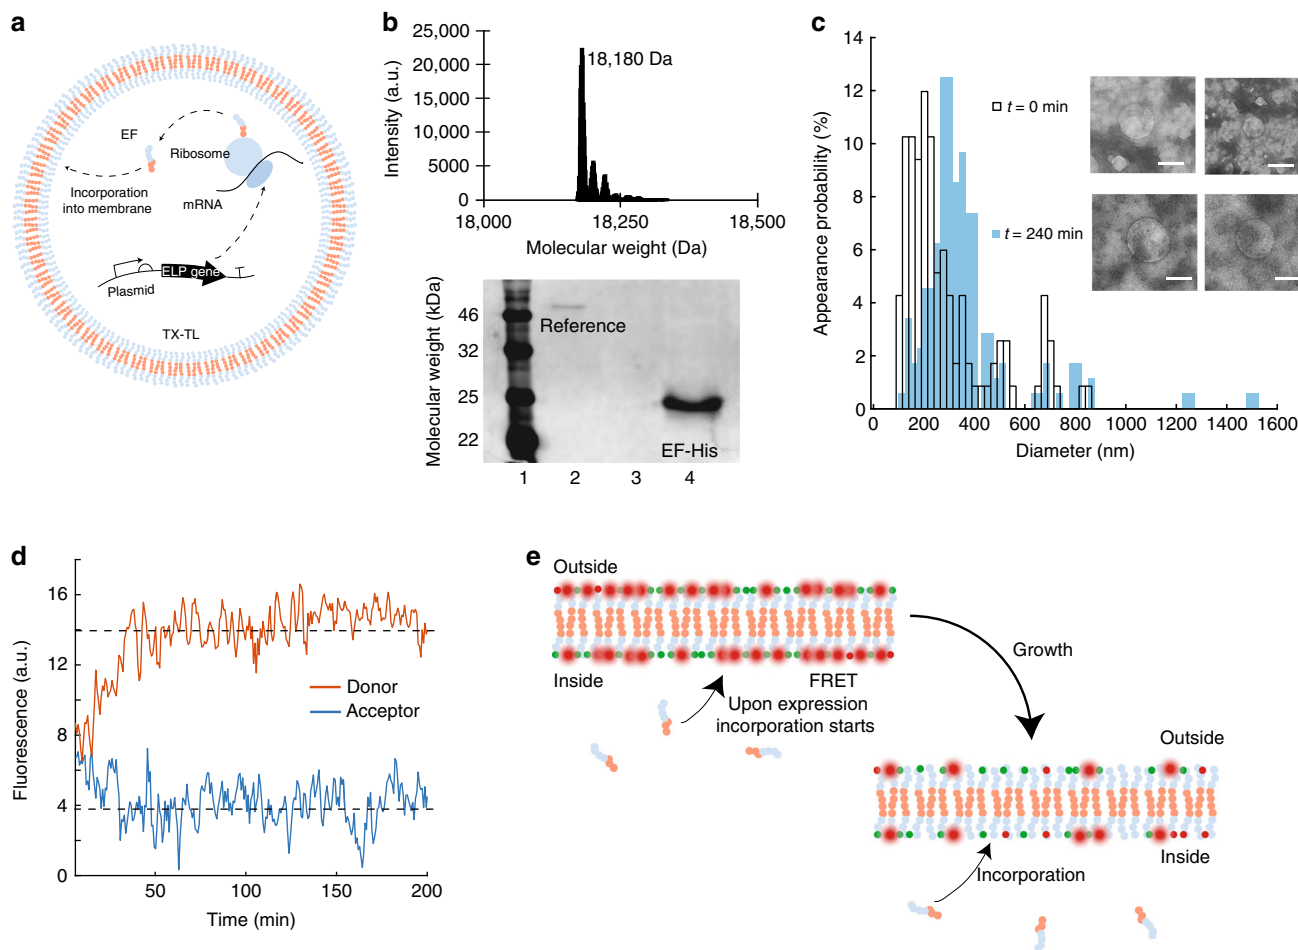 a
EF
Ribosome
Incorporation
into membrane
mRNA
ELP gene
Plasmid
TX-TL
b
25,000
20,000
15,000
10,000
5000
0
Intensity (a.u.)
18,180 Da
18,000
18,250
18,500
Molecular weight (Da)
Molecular weight (kDa)
46
32
25
22
Reference
EF-His
1
2
3
4
c
14
12
10
8
6
4
2
0
Appearance probability (%)
t = 0 min
t = 240 min
0
200
400
600
800
1000
1200
1400
1600
Diameter (nm)
d
16
12
8
4
0
Fluorescence (a.u.)
Donor
Acceptor
50
100
150
200
Time (min)
e
Outside
Inside
FRET
Growth
Upon expression
incorporation starts
Outside
Inside
Incorporation